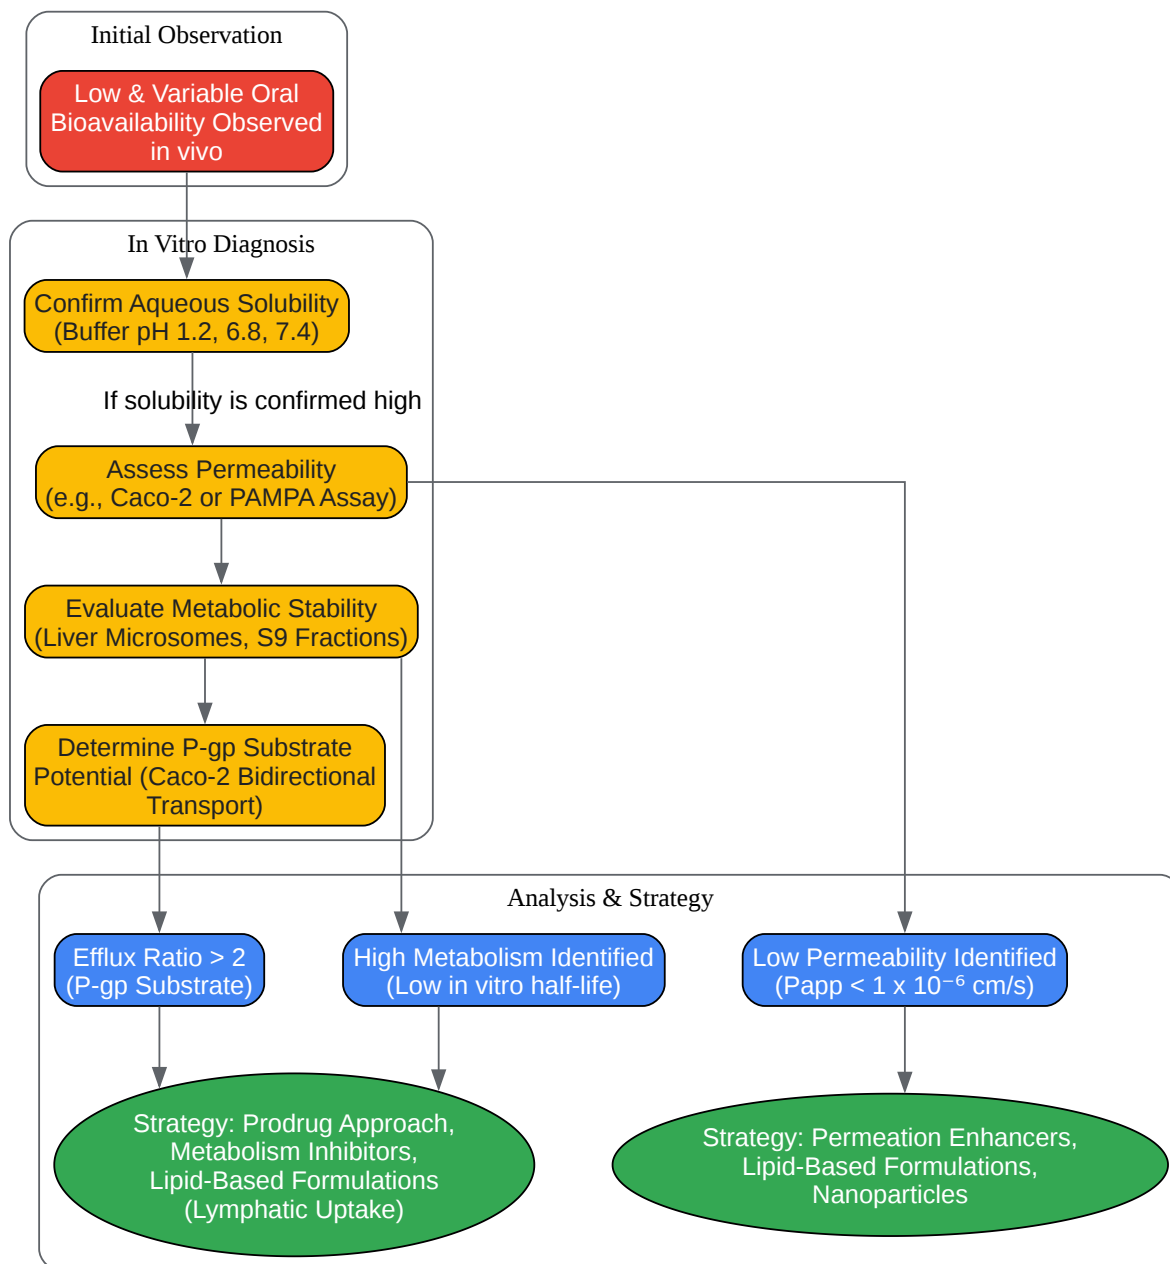 Initial Observation
Low & Variable Oral
Bioavailability Observed
in vivo
In Vitro Diagnosis
Confirm Aqueous Solubility
(Buffer pH 1.2, 6.8, 7.4)
If solubility is confirmed high
Assess Permeability
(e.g., Caco-2 or PAMPA Assay)
Evaluate Metabolic Stability
(Liver Microsomes, S9 Fractions)
Determine P-gp Substrate
Potential (Caco-2 Bidirectional
Transport)
Analysis & Strategy
Efflux Ratio > 2
(P-gp Substrate)
High Metabolism Identified
(Low in vitro half-life)
Low Permeability Identified
(Papp < 1 x 10⁻⁶ cm/s)
Strategy: Prodrug Approach,
Metabolism Inhibitors,
Lipid-Based Formulations
(Lymphatic Uptake)
Strategy: Permeation Enhancers,
Lipid-Based Formulations,
Nanoparticles